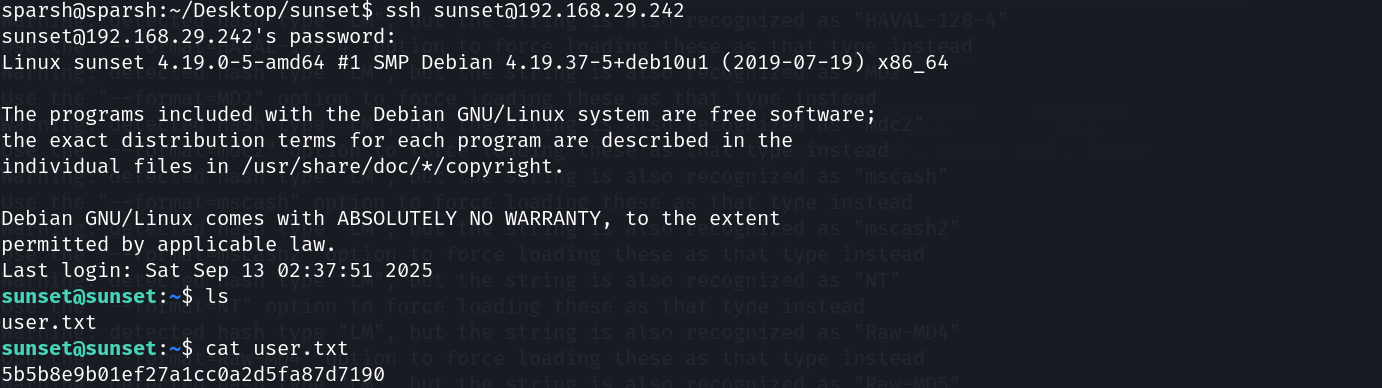 sparsh@sparsh:~/Desktop/sunset$ ssh sunset@192.168.29.242
sunset@192.168.29.242's password:
Linux sunset 4.19.0-5-amd64 #1 SMP Debian 4.19.37-5+deb10u1 (2019-07-19) x86_64
The programs included with the Debian GNU/Linux system are free software;
the exact distribution terms for each program are described in the
individual files in /usr/share/doc/*/copyright.
Debian GNU/Linux comes with ABSOLUTELY NO WARRANTY, to the extent
permitted by applicable law.
Last login: Sat Sep 13 02:37:51 2025
sunset@sunset:~$ ls
user.txt
sunset@sunset:~$ cat user.txt
5b5b8e9b01ef27a1cc0a2d5fa87d7190